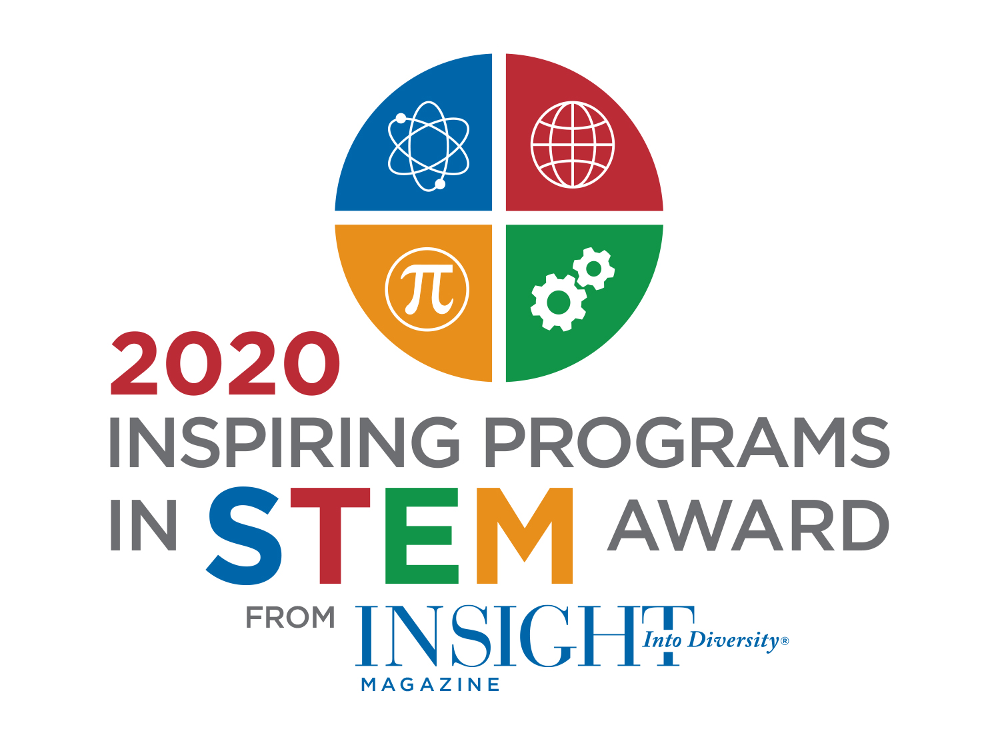 π
2020
INSPIRING PROGRAMS
IN STEM AWARD
FROM INSIGHT Into Diversity®
MAGAZINE